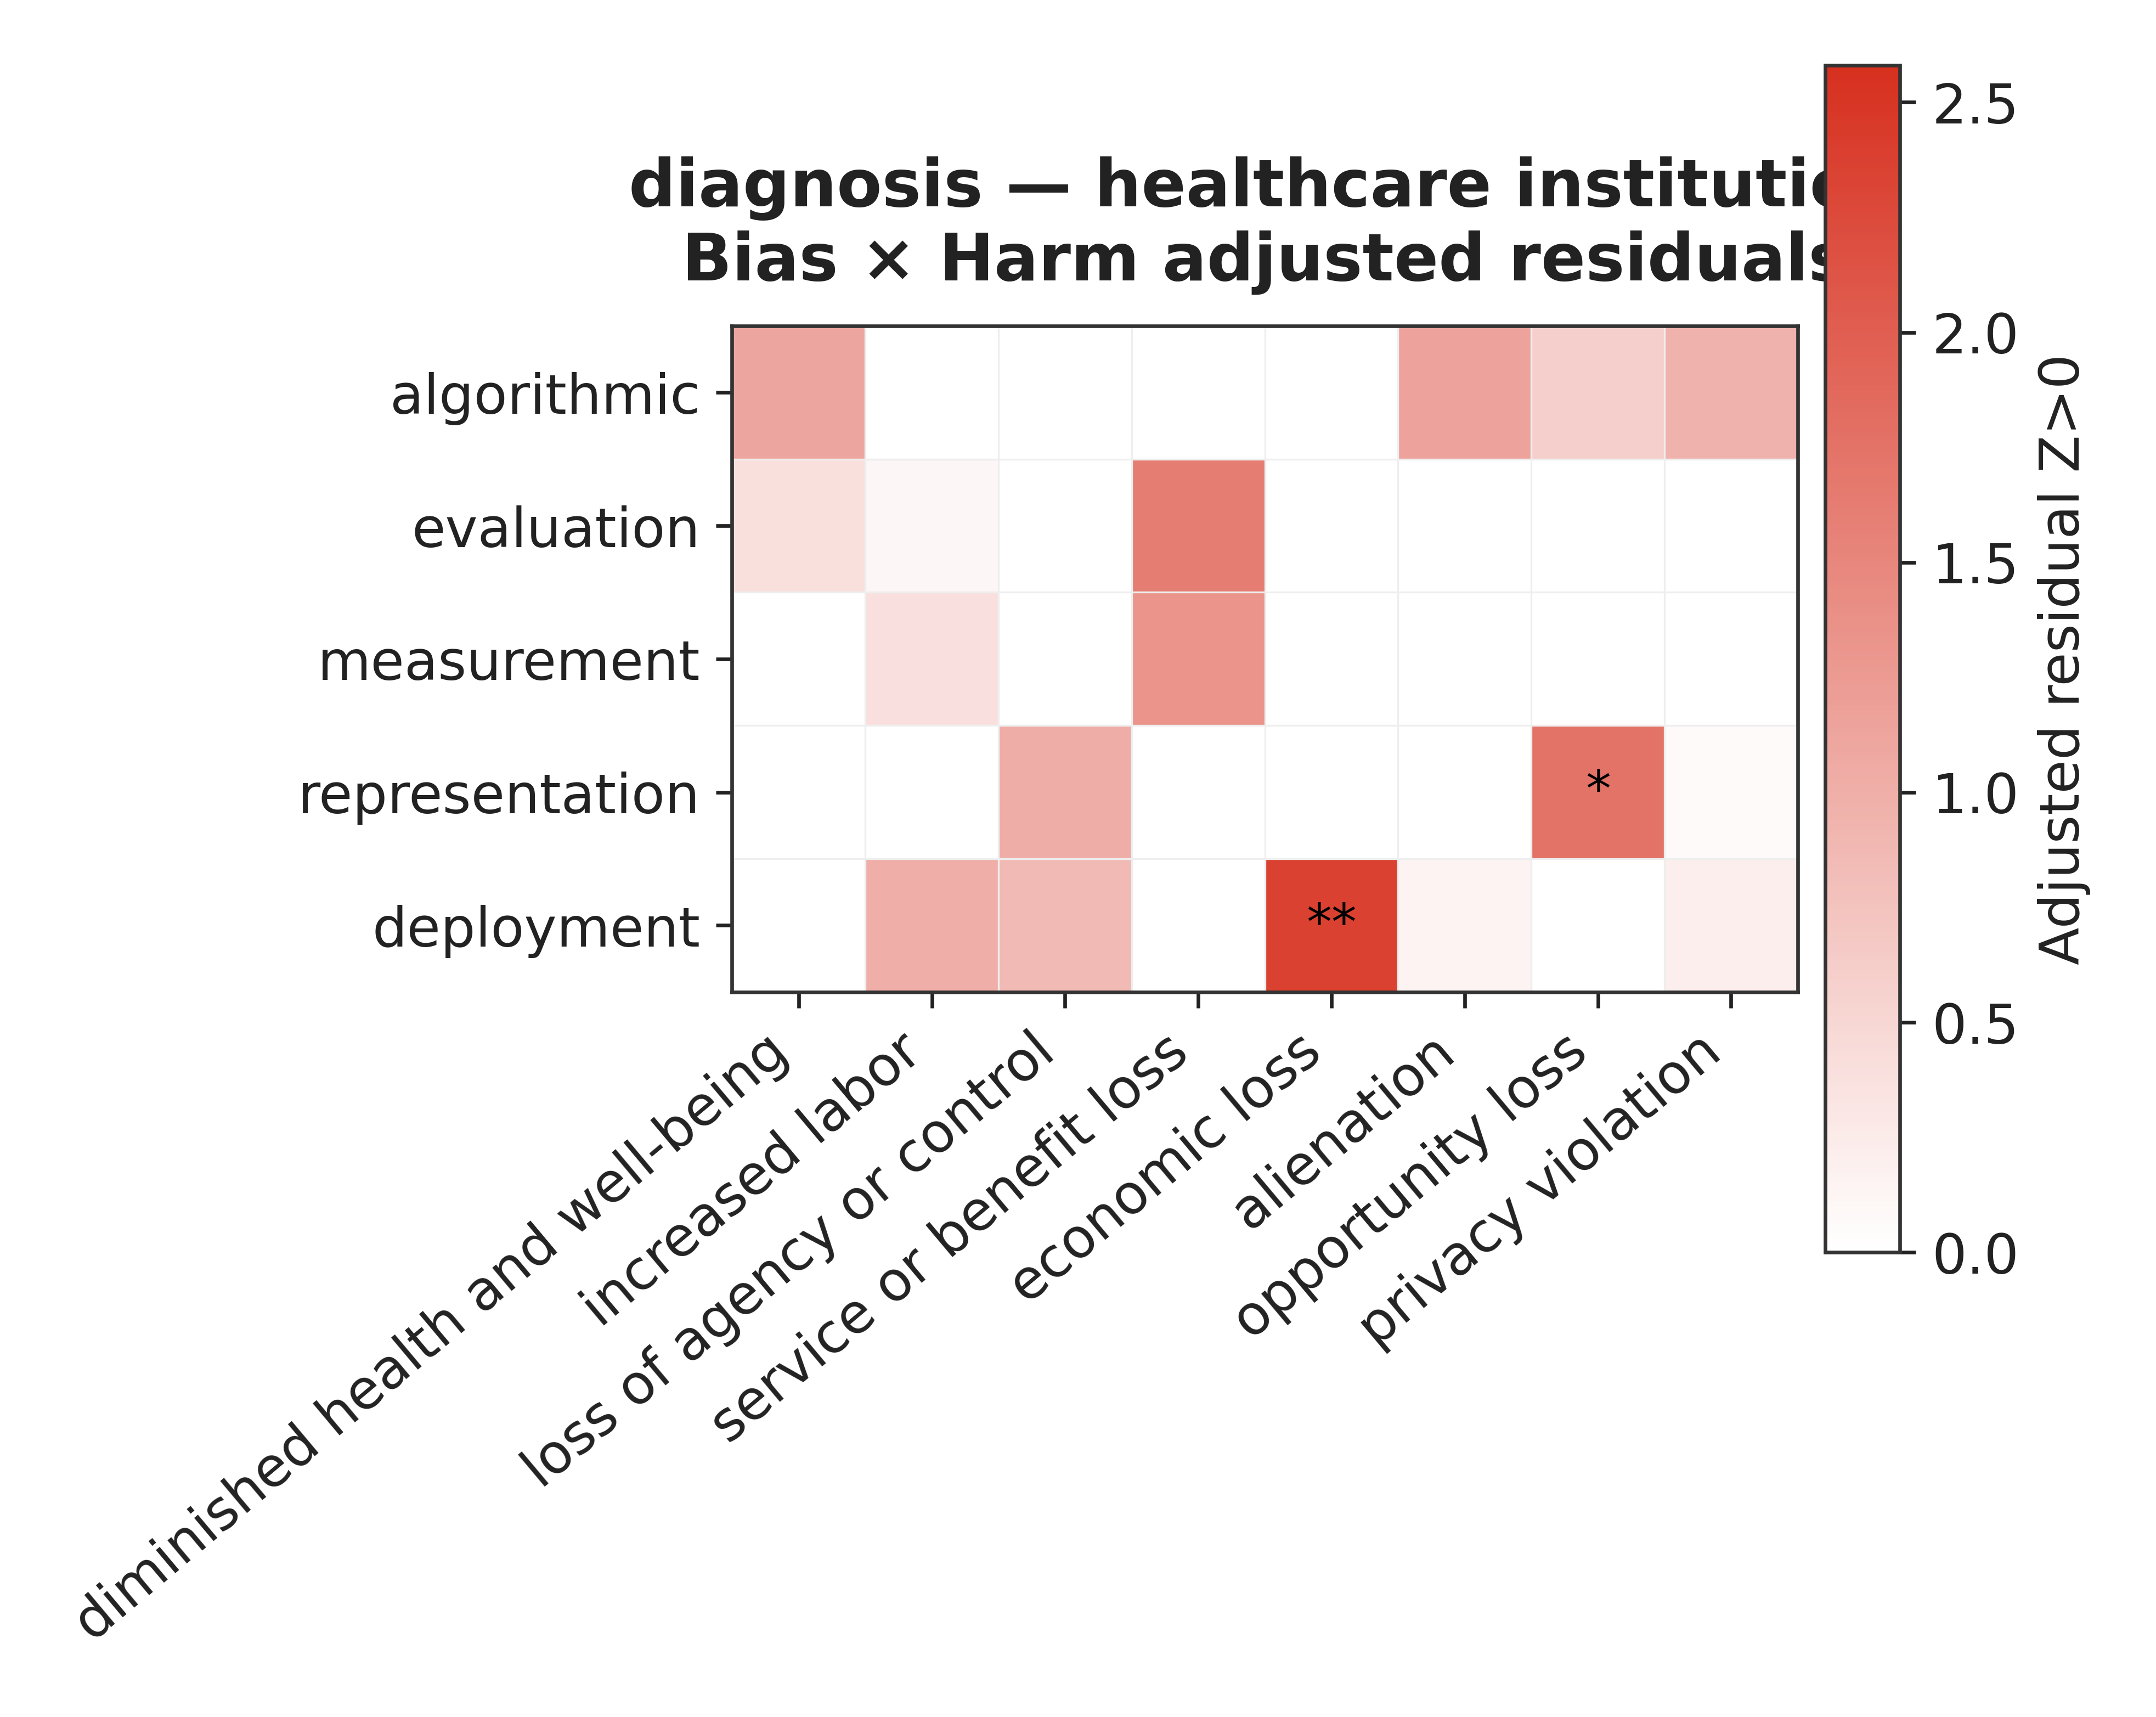 diagnosis — healthcare institutio
Bias × Harm adjusted residuals
algorithmic
evaluation
measurement
representation
deployment
*
**
diminished health and well-being
increased labor
loss of agency or control
service or benefit loss
economic loss
alienation
opportunity loss
privacy violation
2.5
2.0
1.5
1.0
0.5
0.0
Adjusted residual Z>0